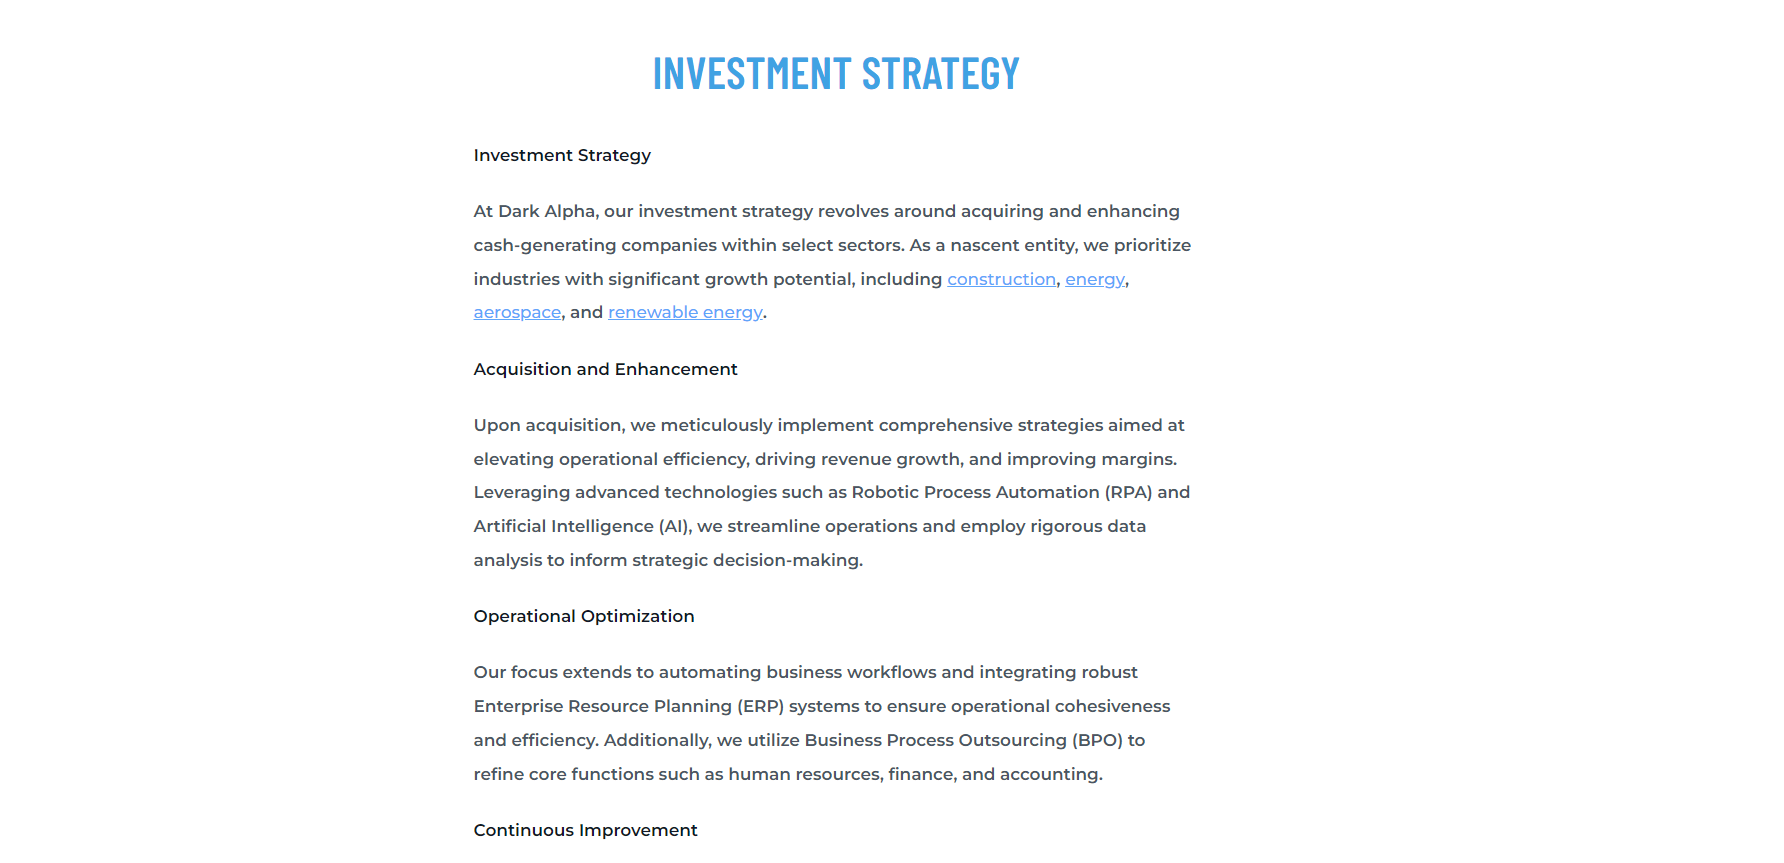 INVESTMENT STRATEGY
Investment Strategy
At Dark Alpha, our investment strategy revolves around acquiring and enhancing
cash-generating companies within select sectors. As a nascent entity, we prioritize
industries with significant growth potential, including construction, energy,
aerospace, and renewable energy.
Acquisition and Enhancement
Upon acquisition, we meticulously implement comprehensive strategies aimed at
elevating operational efficiency, driving revenue growth, and improving margins.
Leveraging advanced technologies such as Robotic Process Automation (RPA) and
Artificial Intelligence (AI), we streamline operations and employ rigorous data
analysis to inform strategic decision-making.
Operational Optimization
Our focus extends to automating business workflows and integrating robust
Enterprise Resource Planning (ERP) systems to ensure operational cohesiveness
and efficiency. Additionally, we utilize Business Process Outsourcing (BPO) to
refine core functions such as human resources, finance, and accounting.
Continuous Improvement